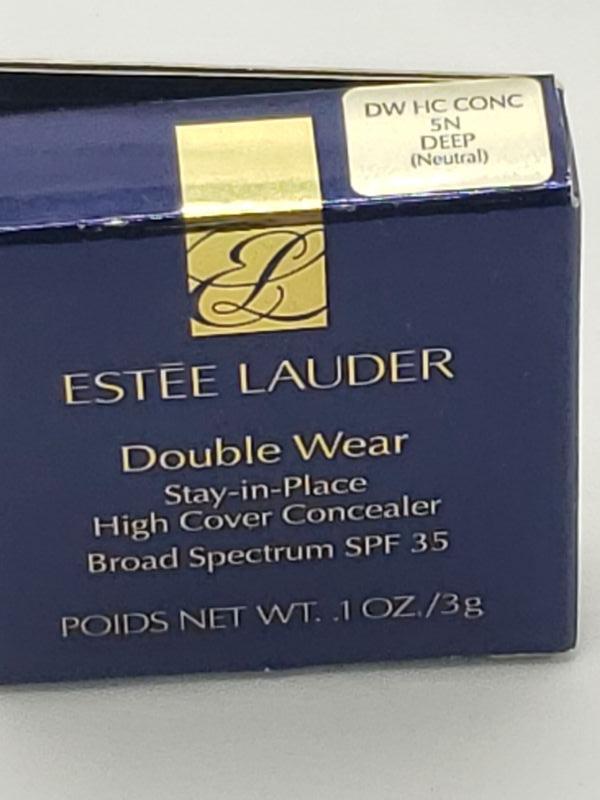 DW HC CONC
5N
DEEP
(Neutral)
EL
ESTĒE LAUDER
Double Wear
Stay-in-Place
High Cover Concealer
Broad Spectrum SPF 35
POIDS NET WT. .1 OZ./3g